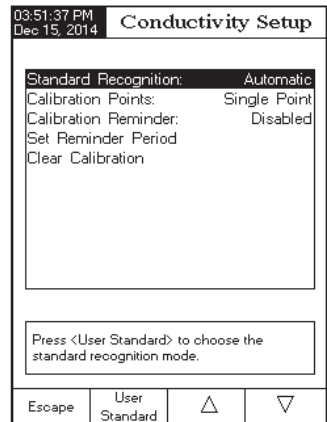 03:51:37 PM
Dec 15, 2014
Conductivity Setup
Standard Recognition: Automatic
Calibration Points: Single Point
Calibration Reminder: Disabled
Set Reminder Period
Clear Calibration
Press <User Standard> to choose the
standard recognition mode.
Escape
User
Standard